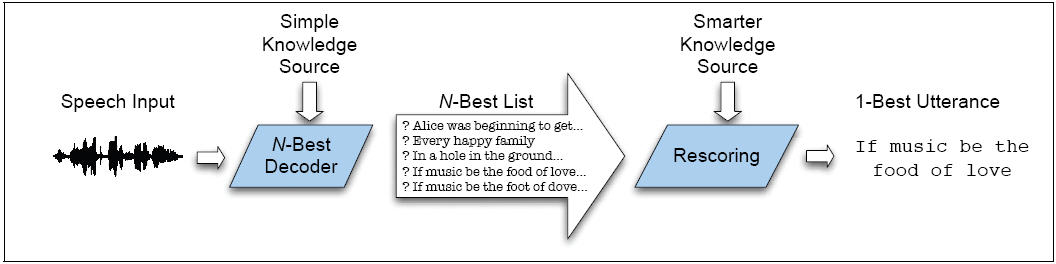 Simple
Knowledge
Source
Smarter
Knowledge
Source
Speech Input
N-Best List
1-Best Utterance
N-Best
Decoder
? Alice was beginning to get...
? Every happy family
? In a hole in the ground...
? If music be the food of love...
? If music be the foot of dove...
Rescoring
If music be the
food of love